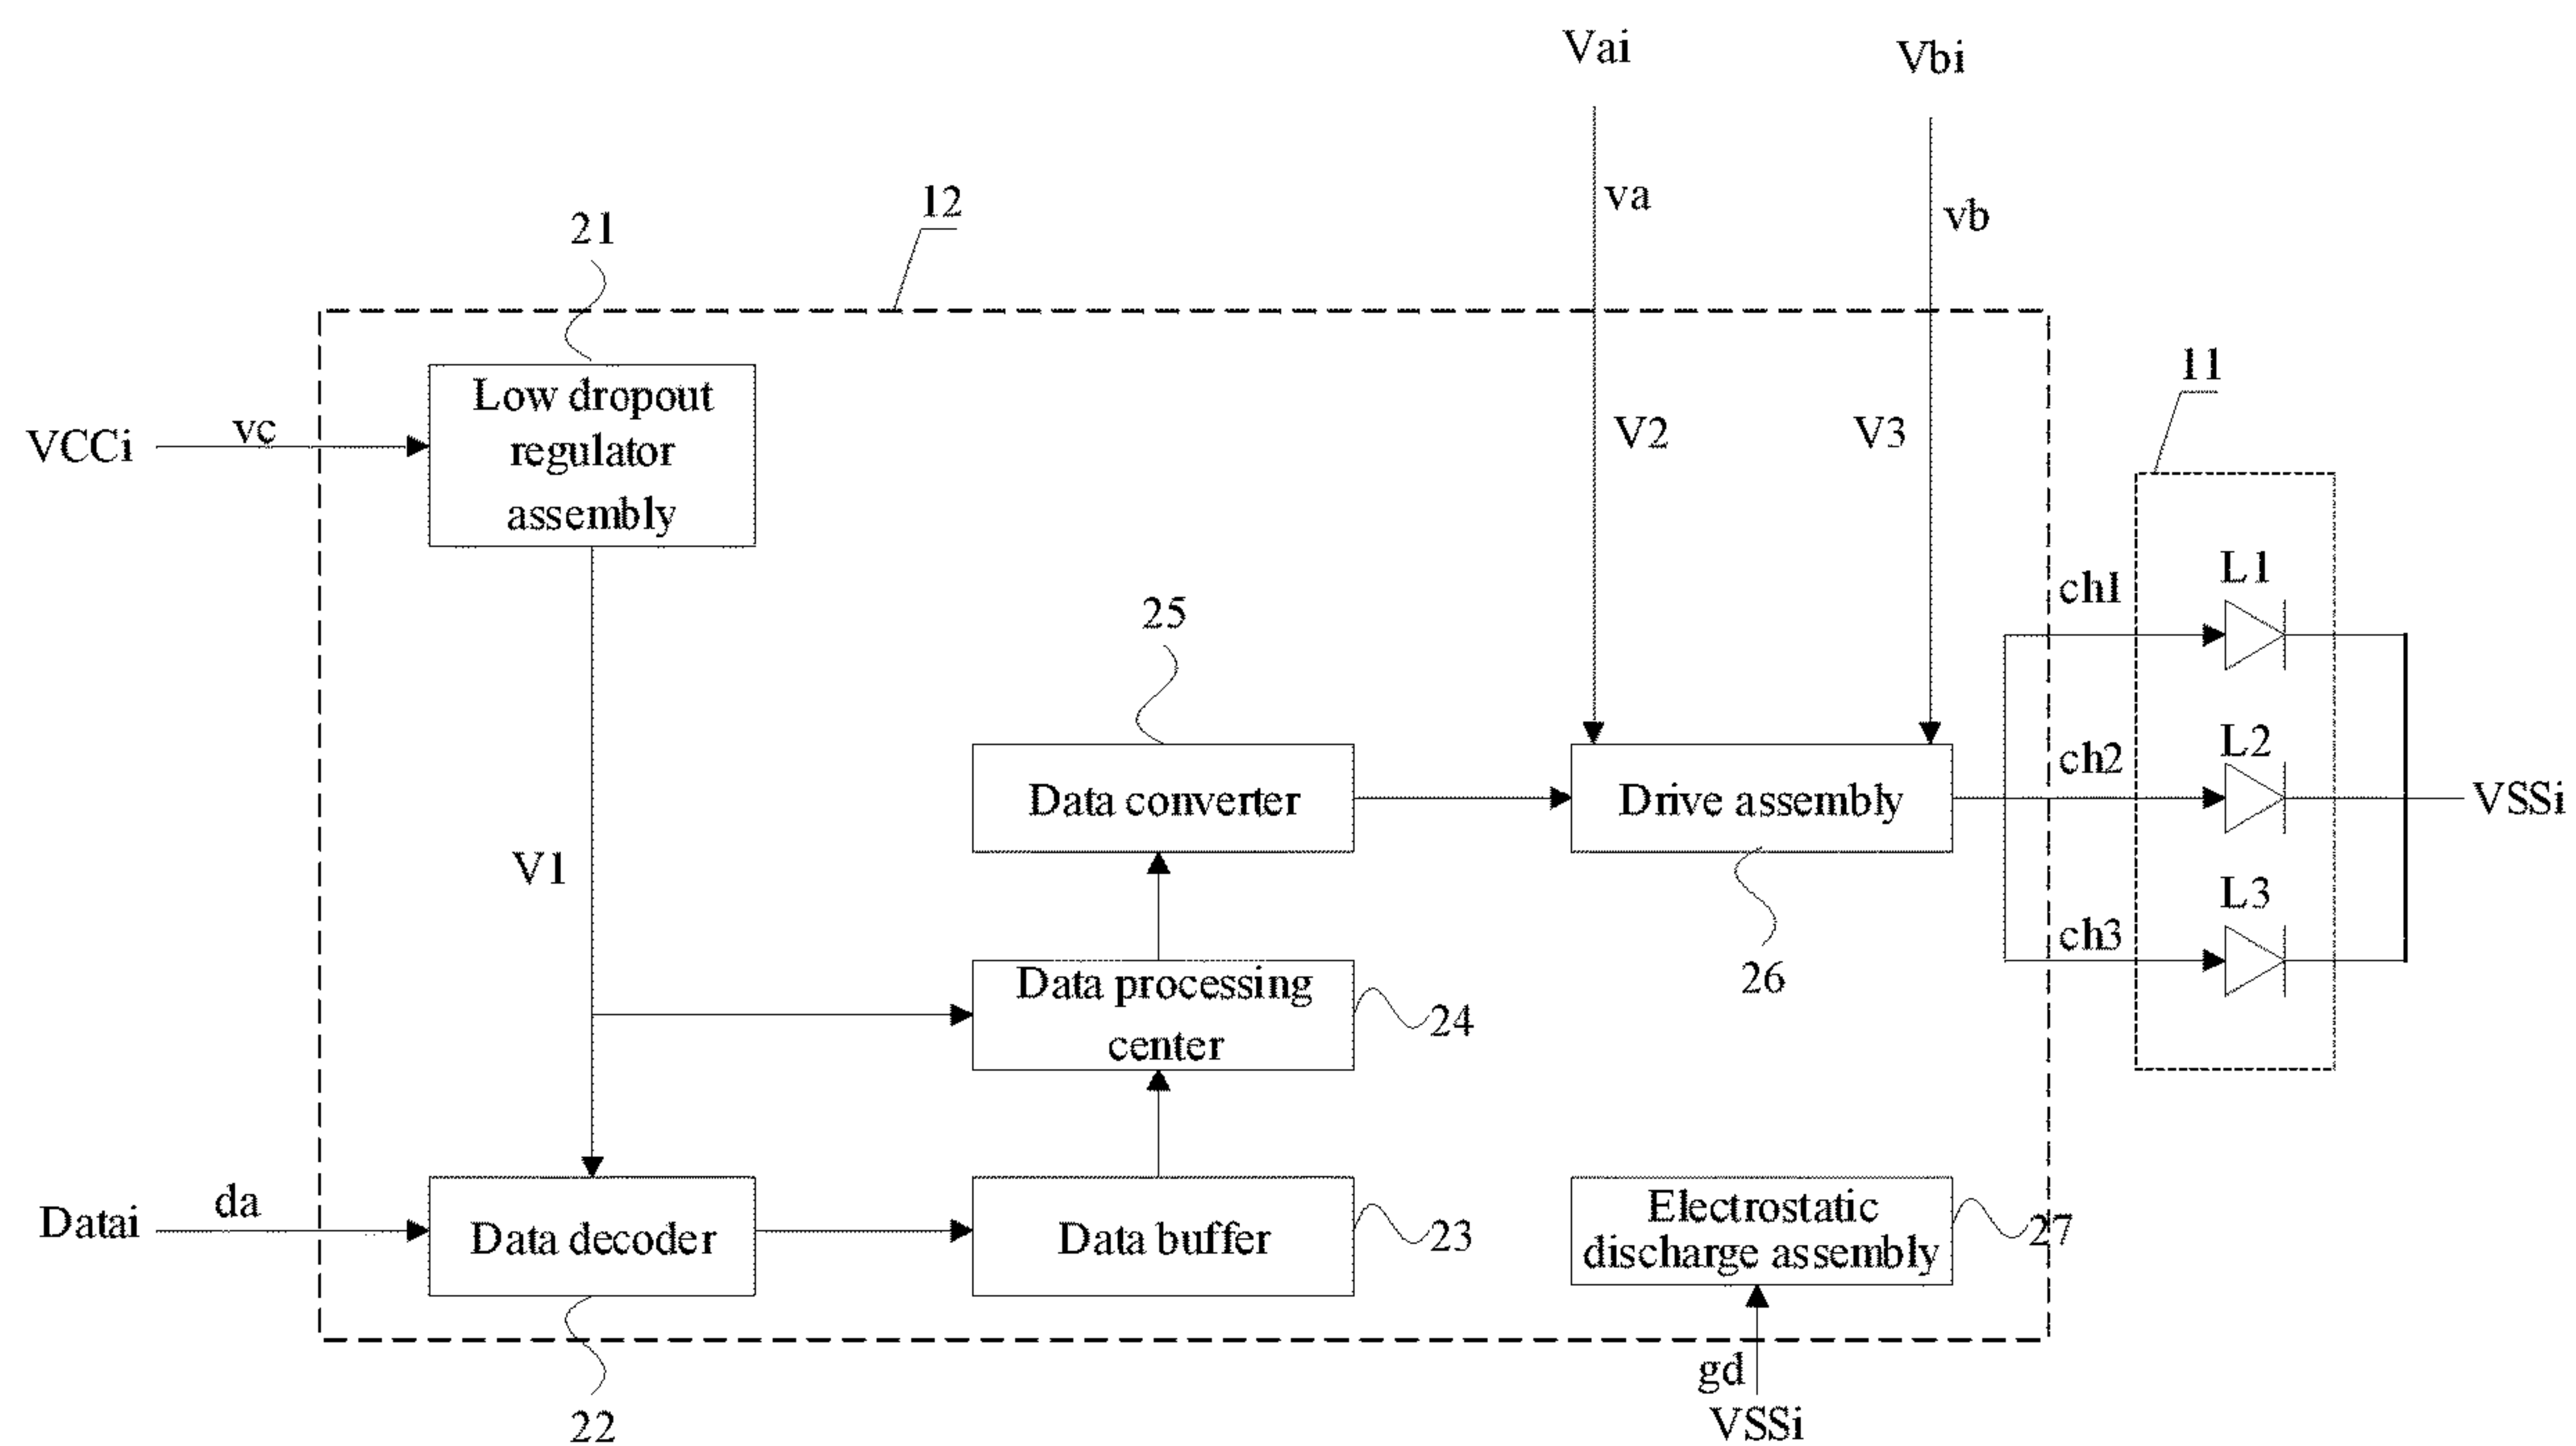 Vai
Vbi
va
vb
12
21
Low dropout
regulator
assembly
VCCi
vc
V2
V3
11
25
ch1
L1
ch2
L2
ch3
L3
VSSi
Data converter
Drive assembly
V1
26
Data processing
center
24
Datai
da
Data decoder
Data buffer
23
Electrostatic
discharge assembly
27
22
gd
VSSi